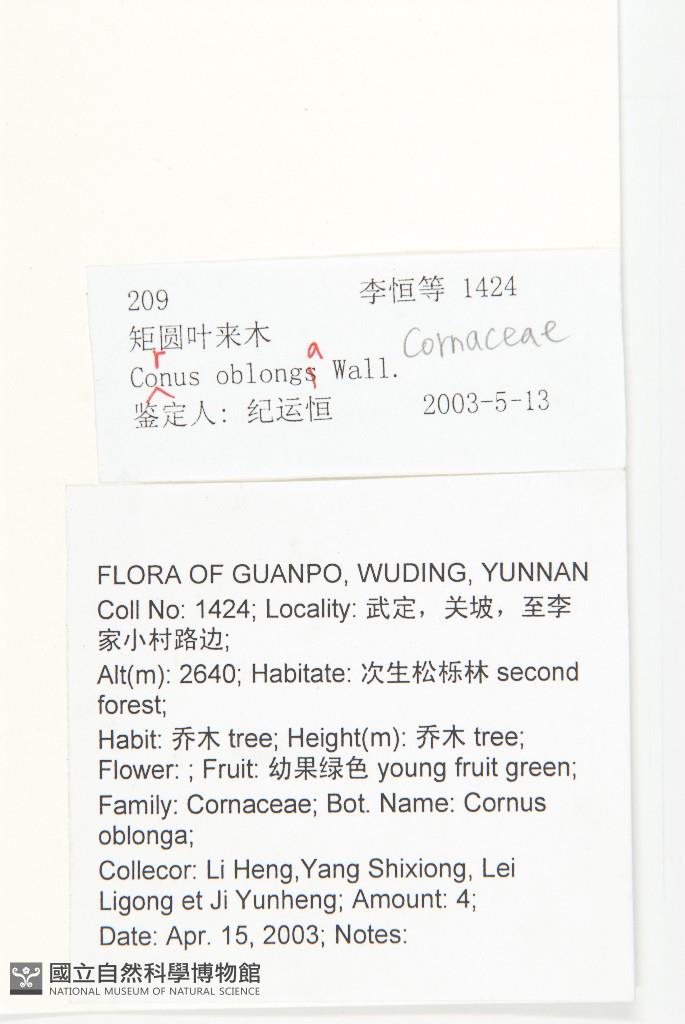 209 李恒等 1424
矩圆叶来木
r a
Conus oblongs Wall. Cornaceae
鉴定人: 纪运恒 2003-5-13
FLORA OF GUANPO, WUDING, YUNNAN
Coll No: 1424; Locality: 武定，关坡，至李
家小村路边;
Alt(m): 2640; Habitate: 次生松栎林 second
forest;
Habit: 乔木 tree; Height(m): 乔木 tree;
Flower: ; Fruit: 幼果绿色 young fruit green;
Family: Cornaceae; Bot. Name: Cornus
oblonga;
Collecor: Li Heng,Yang Shixiong, Lei
Ligong et Ji Yunheng; Amount: 4;
Date: Apr. 15, 2003; Notes:
國立自然科學博物館
NATIONAL MUSEUM OF NATURAL SCIENCE